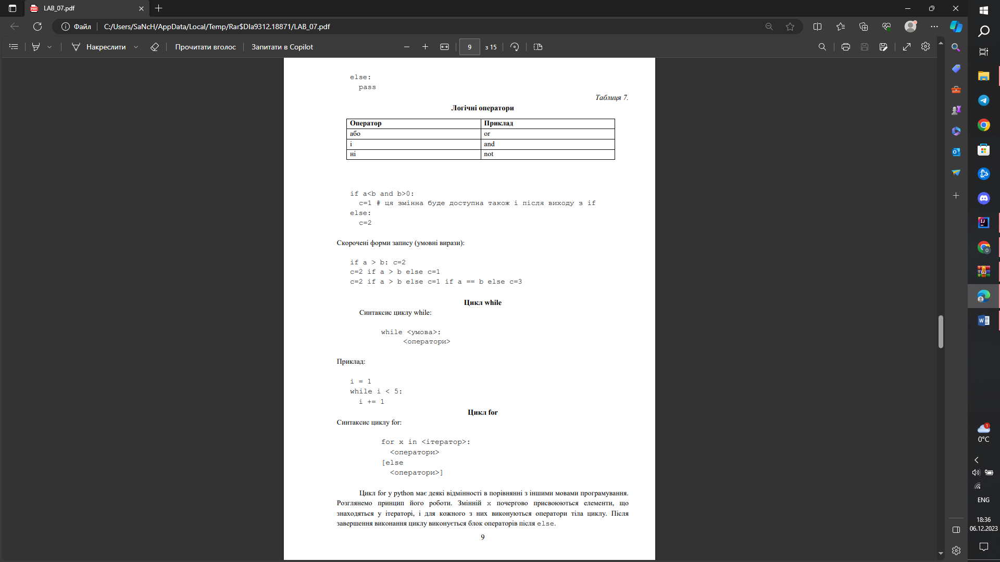 LAB_07.pdf
Файл
C:/Users/SaNcH/AppData/Local/Temp/Rar$DIa9312.18871/LAB_07.pdf
Накреслити
Прочитати вголос
Запитати в Copilot
9
з 15
else:
pass
Таблиця 7.
Логічні оператори
Оператор Приклад
або or
і and
ні not
if a<b and b>0:
c=1 # ця змінна буде доступна також і після виходу з if
else:
c=2
Скорочені форми запису (умовні вирази):
if a > b: c=2
c=2 if a > b else c=1
c=2 if a > b else c=1 if a == b else c=3
Цикл while
Синтаксис циклу while:
while <умова>:
<оператори>
Приклад:
i = 1
while i < 5:
i += 1
Цикл for
Синтаксис циклу for:
for x in <ітератор>:
<оператори>
[else
<оператори>]
Цикл for у python має деякі відмінності в порівнянні з іншими мовами програмування.
Розглянемо принцип його роботи. Змінній x почергово присвоюються елементи, що
знаходяться у ітераторі, і для кожного з них виконуються оператори тіла циклу. Після
завершення виконання циклу виконується блок операторів після else.
9
1
0°C
ENG
18:36
06.12.2023